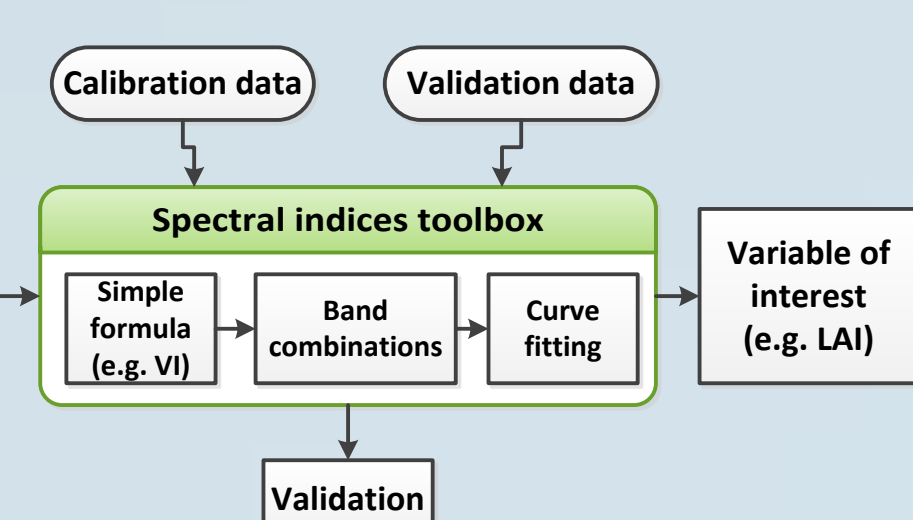 Calibration data
Validation data
Spectral indices toolbox
Simple
formula
(e.g. VI)
Band
combinations
Curve
fitting
Variable of
interest
(e.g. LAI)
Validation